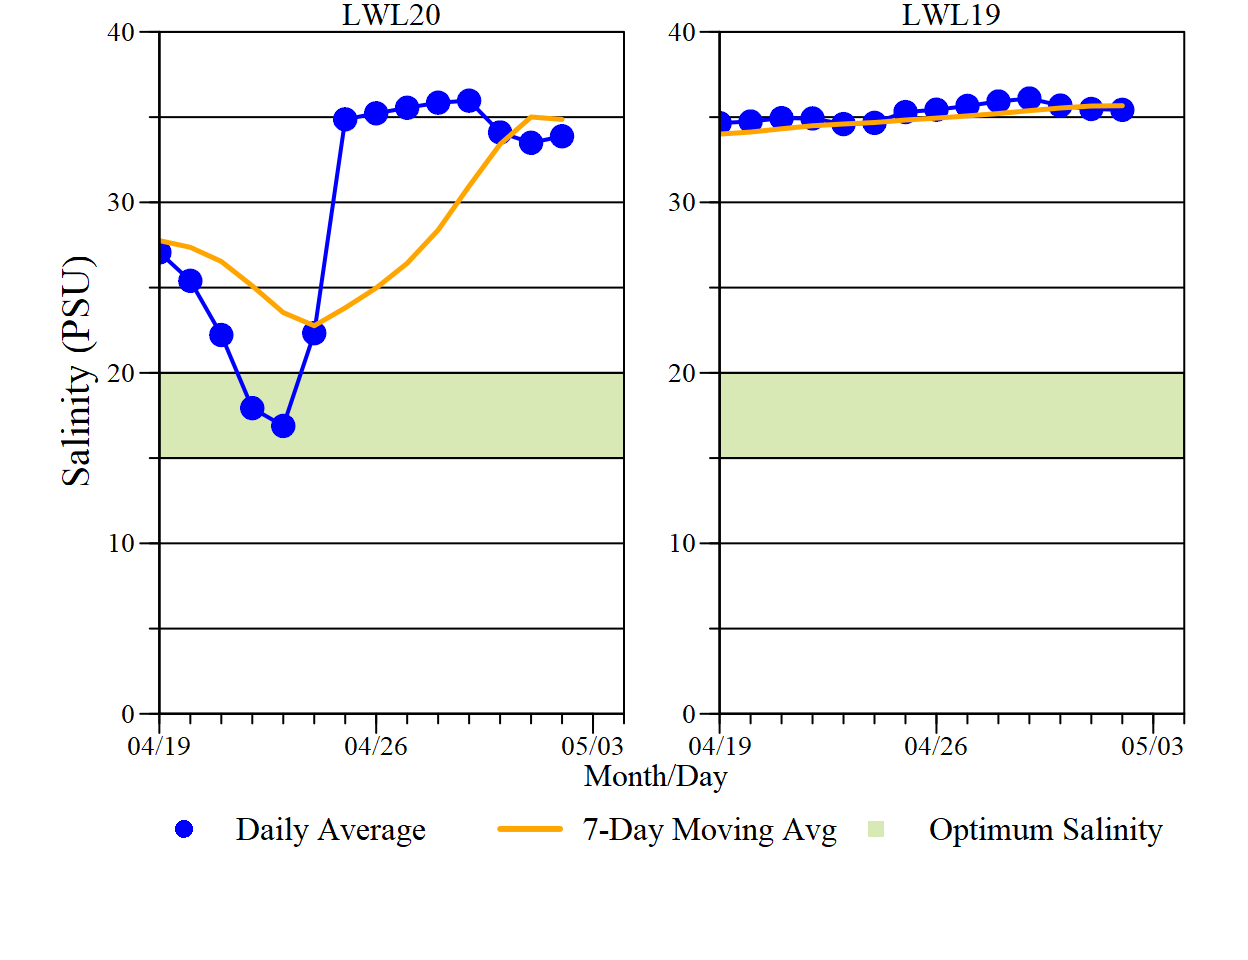 LWL20 LWL19
40 40
30 30
20 20
10 10
0 0
Salinity (PSU)
04/19 04/26 05/03 04/19 04/26 05/03
Month/Day
Daily Average 7-Day Moving Avg Optimum Salinity